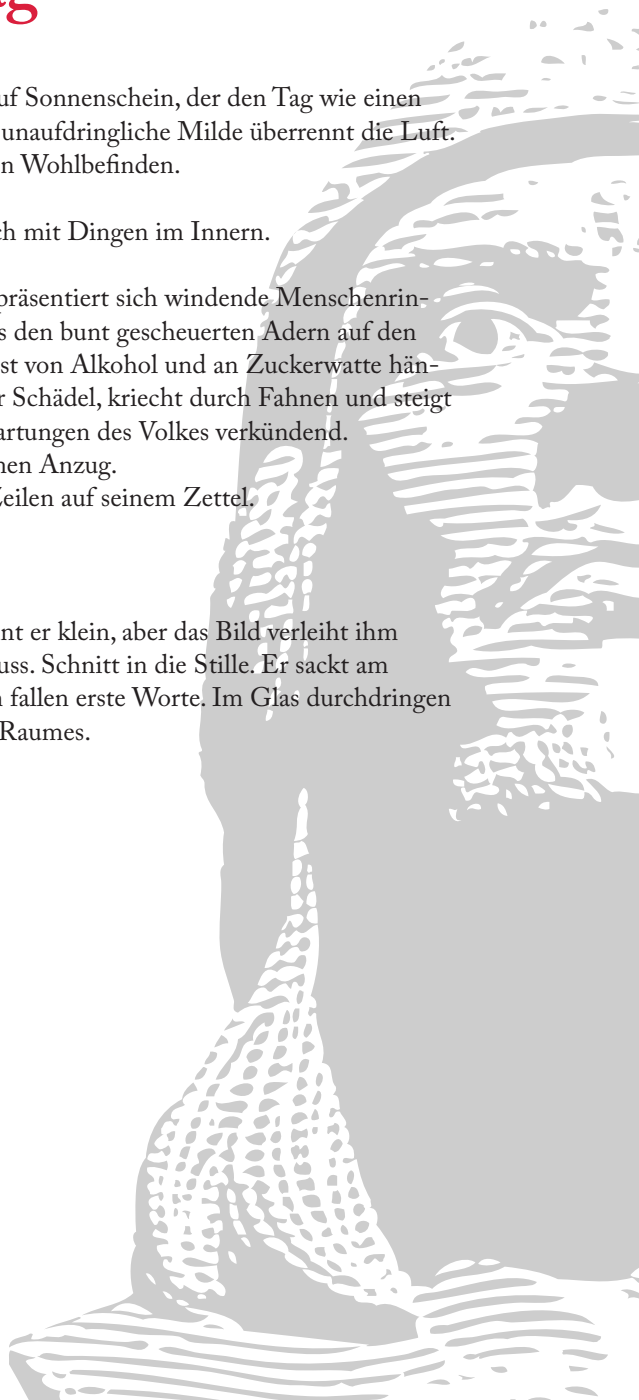 ag
uf Sonnenschein, der den Tag wie einen
unaufdringliche Milde überrennt die Luft.
n Wohlbefinden.
ch mit Dingen im Innern.
präsentiert sich windende Menschenrin-
s den bunt gescheuerten Adern auf den
st von Alkohol und an Zuckerwatte hän-
r Schädel, kriecht durch Fahnen und steigt
artungen des Volkes verkündend.
nen Anzug.
Zeilen auf seinem Zettel.
nt er klein, aber das Bild verleiht ihm
uss. Schnitt in die Stille. Er sackt am
n fallen erste Worte. Im Glas durchdringen
Raumes.